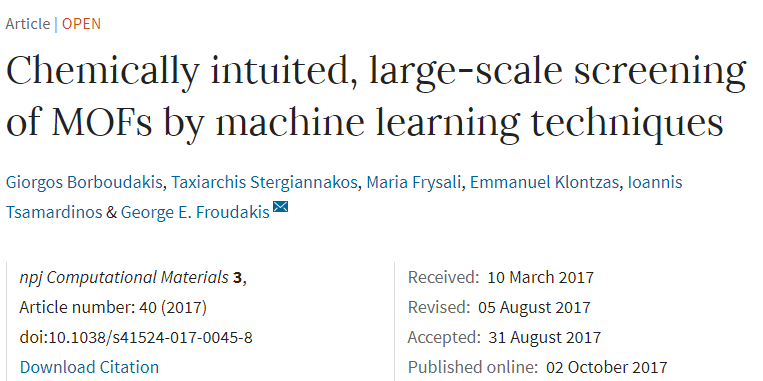 Article | OPEN
Chemically intuited, large-scale screening
of MOFs by machine learning techniques
Giorgos Borboudakis, Taxiarchis Stergiannakos, Maria Frysali, Emmanuel Klontzas, Ioannis
Tsamardinos & George E. Froudakis
npj Computational Materials 3,
Article number: 40 (2017)
doi:10.1038/s41524-017-0045-8
Download Citation
Received: 10 March 2017
Revised: 05 August 2017
Accepted: 31 August 2017
Published online: 02 October 2017